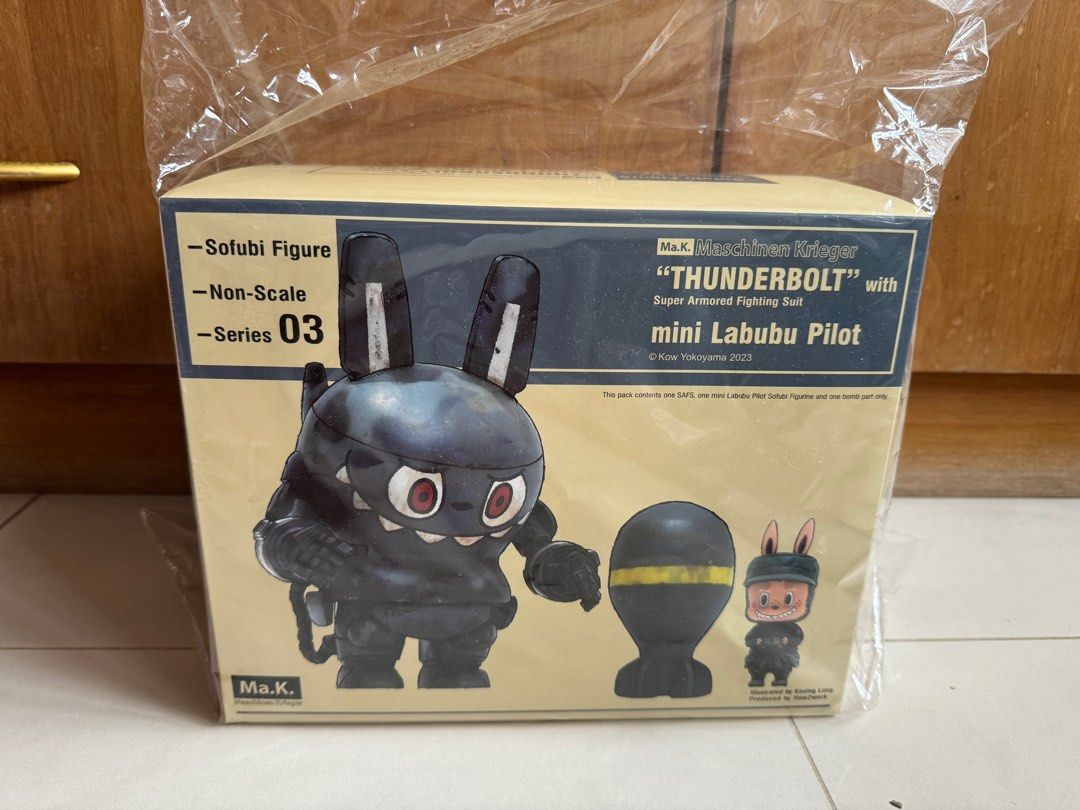 –Sofubi Figure
–Non-Scale
–Series 03
Ma.K. Maschinen Krieger
“THUNDERBOLT” with
Super Armored Fighting Suit
mini Labubu Pilot
© Kow Yokoyama 2023
This pack contents one SAFS, one mini Labubu Pilot Sofubi Figurine and one bomb part only.
Ma.K.
Maschinen Krieger
Illustrated by Kasing Lung
Produced by How2work